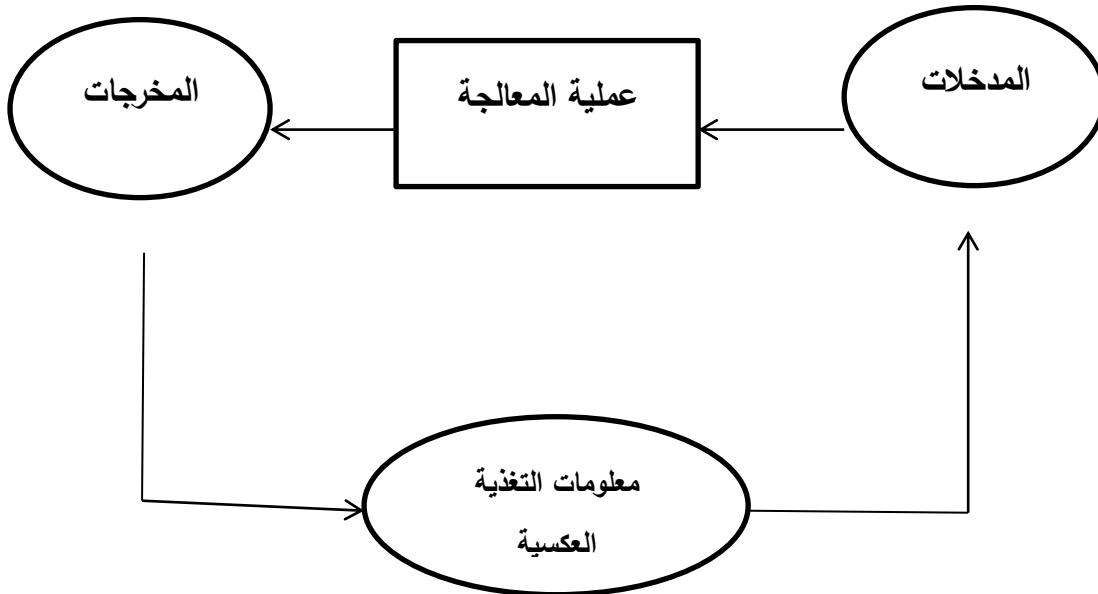 المدخلات
عملية المعالجة
المخرجات
معلومات التغذية
العكسية